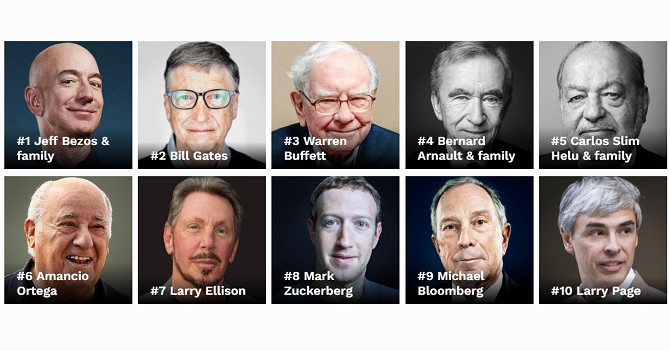 #1 Jeff Bezos &
family
#2 Bill Gates
#3 Warren
Buffett
#4 Bernard
Arnault & family
#5 Carlos Slim
Helu & family
#6 Amancio
Ortega
#7 Larry Ellison
#8 Mark
Zuckerberg
#9 Michael
Bloomberg
#10 Larry Page